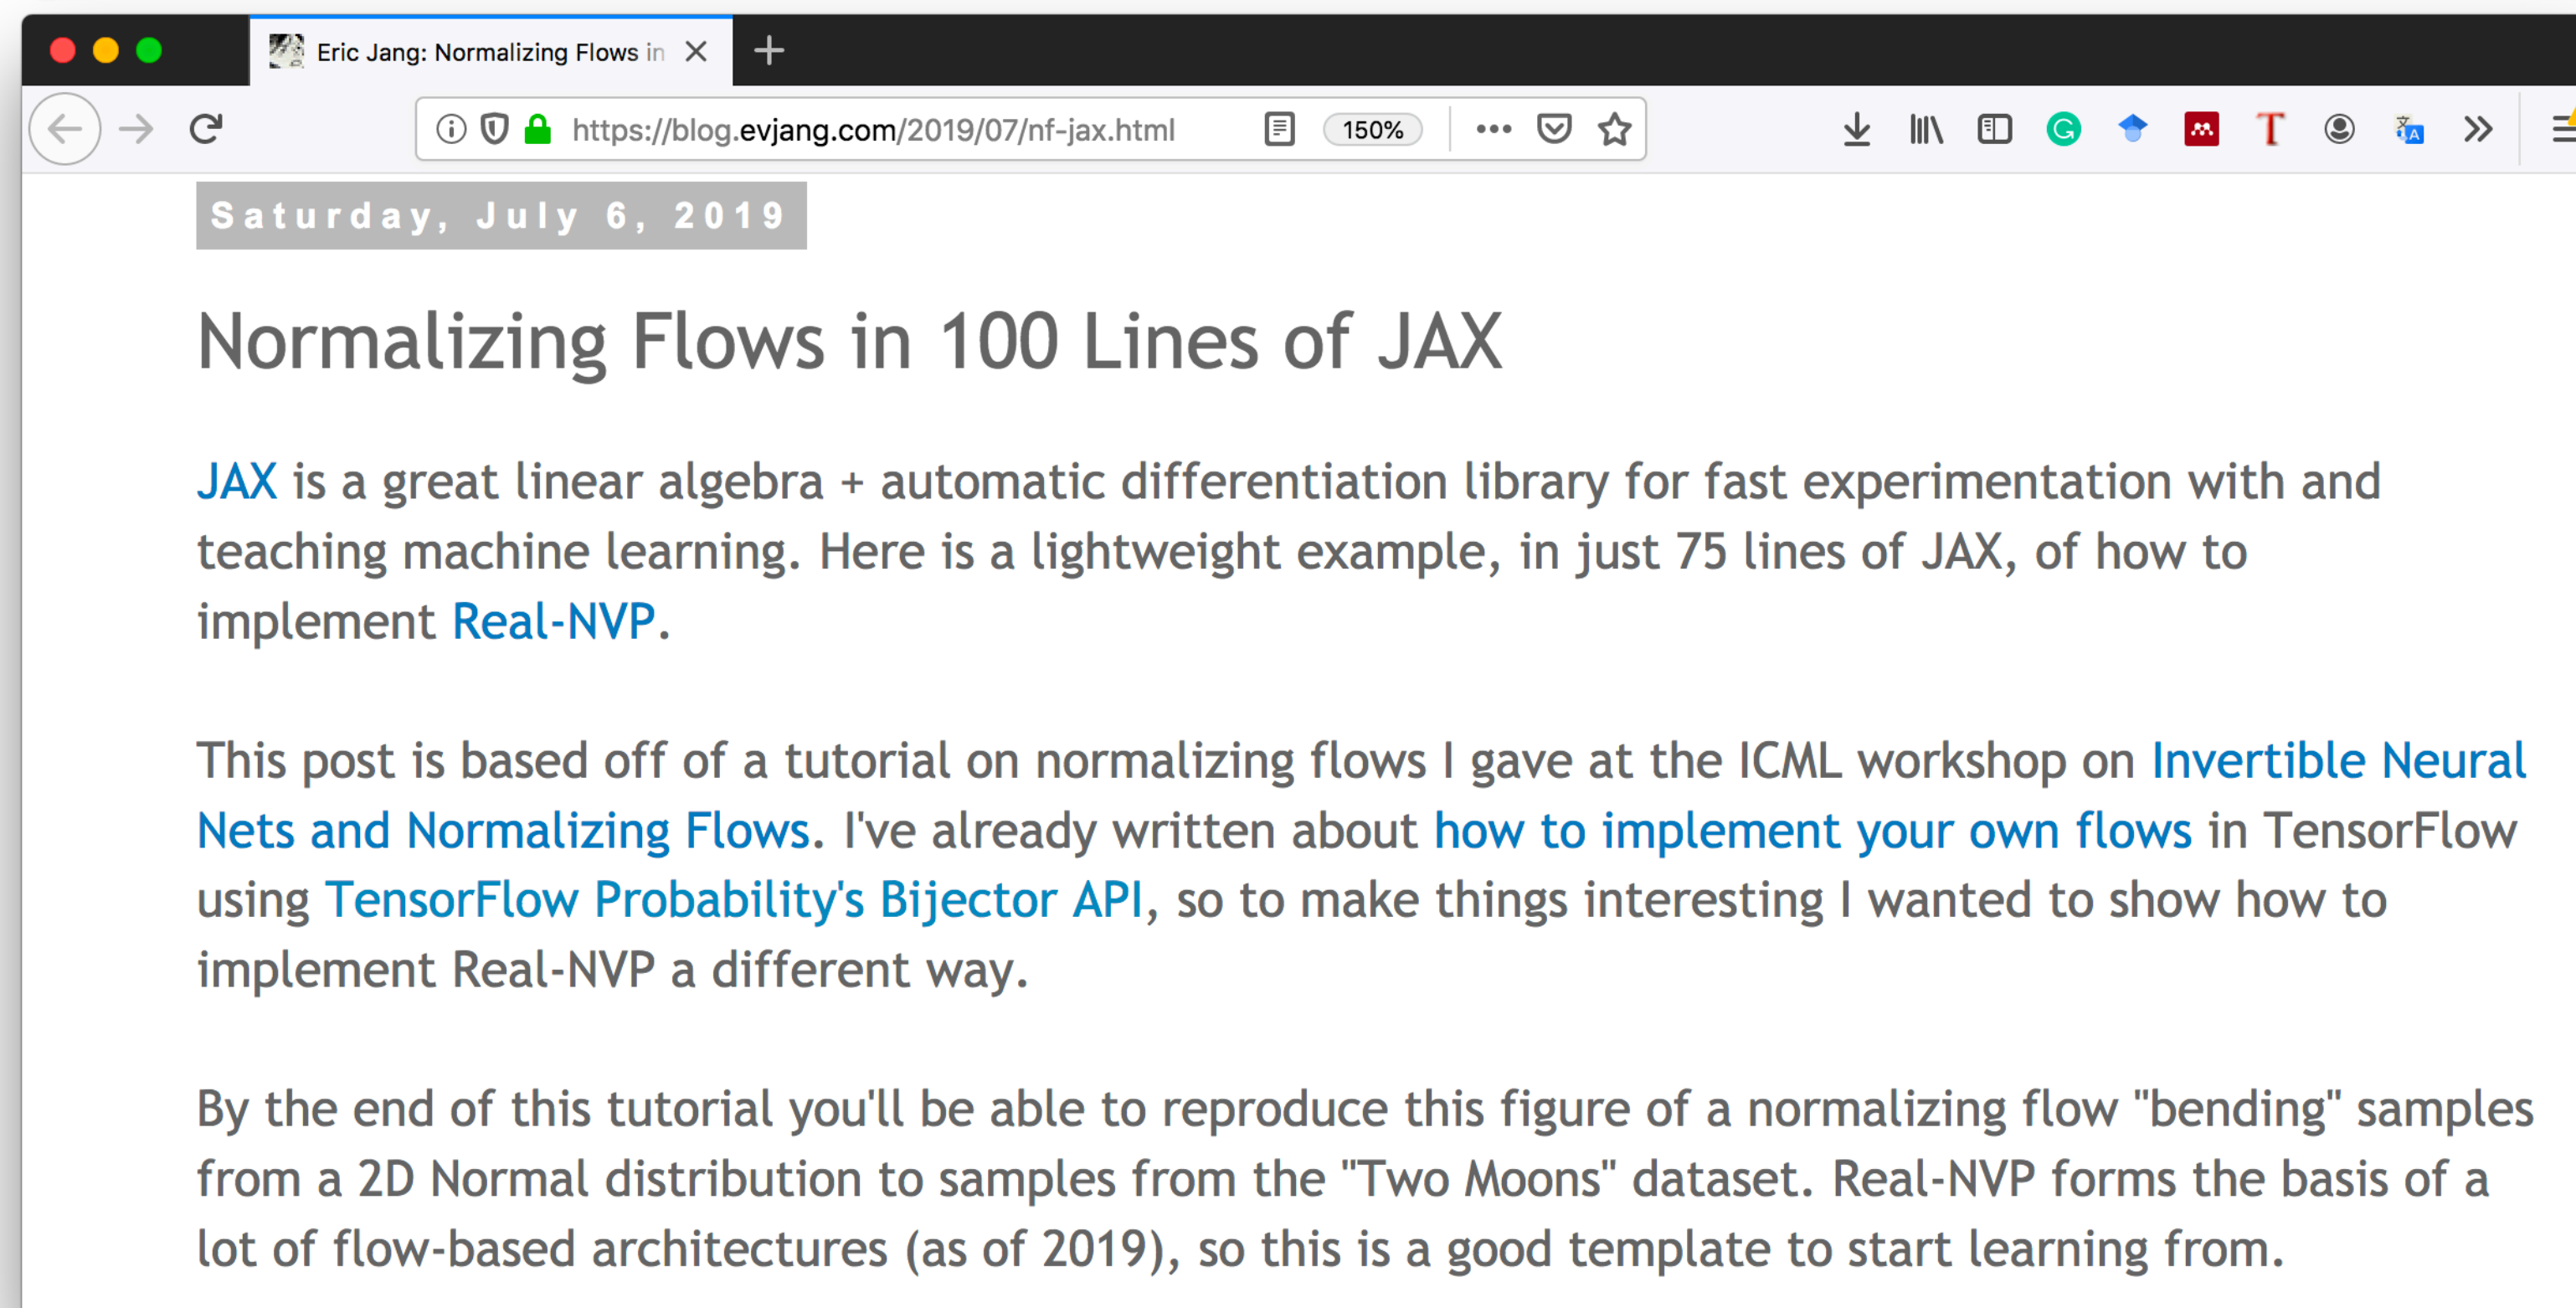 Eric Jang: Normalizing Flows in
https://blog.evjang.com/2019/07/nf-jax.html
150%
Saturday, July 6, 2019
Normalizing Flows in 100 Lines of JAX
JAX is a great linear algebra + automatic differentiation library for fast experimentation with and
teaching machine learning. Here is a lightweight example, in just 75 lines of JAX, of how to
implement Real-NVP.
This post is based off of a tutorial on normalizing flows I gave at the ICML workshop on Invertible Neural
Nets and Normalizing Flows. I've already written about how to implement your own flows in TensorFlow
using TensorFlow Probability's Bijector API, so to make things interesting I wanted to show how to
implement Real-NVP a different way.
By the end of this tutorial you'll be able to reproduce this figure of a normalizing flow "bending" samples
from a 2D Normal distribution to samples from the "Two Moons" dataset. Real-NVP forms the basis of a
lot of flow-based architectures (as of 2019), so this is a good template to start learning from.